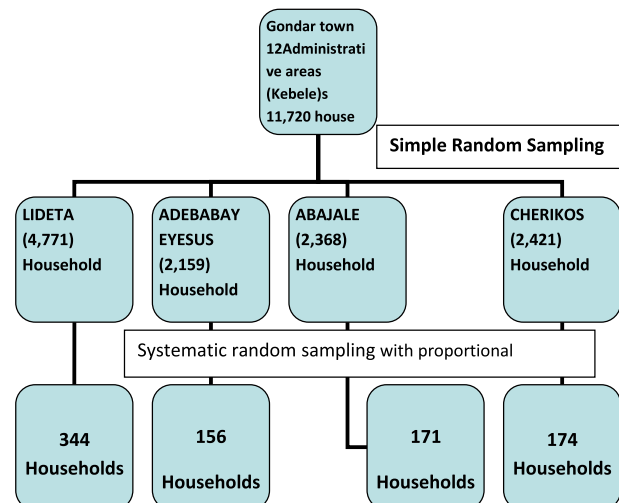 Gondar town
12Administrati
ve areas
(Kebele)s
11,720 house
Simple Random Sampling
LIDETA
(4,771)
Household
ADEBABAY
EYESUS
(2,159)
Household
ABAJALE
(2,368)
Household
CHERIKOS
(2,421)
Household
Systematic random sampling with proportional
344
Households
156
Households
171
Households
174
Households